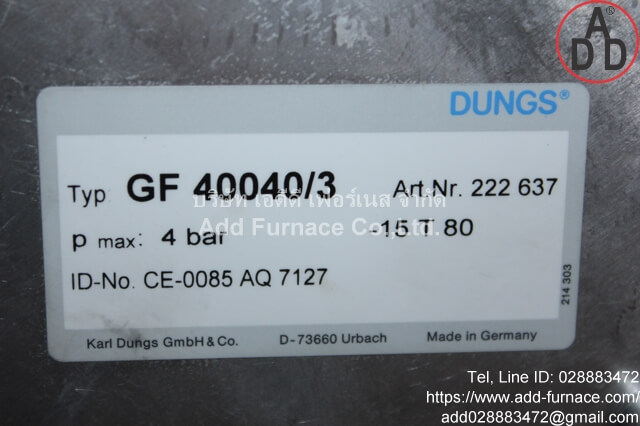 ADD
DUNGS®
Typ GF 40040/3 Art.Nr. 222 637
บริษัท เอดีดี เฟอร์เนส จำกัด
Add Furnace Co.,Ltd.
p max: 4 bar -15 T 80
ID-No. CE-0085 AQ 7127
214 303
Karl Dungs GmbH & Co. D-73660 Urbach Made in Germany
Tel, Line ID: 028883472
https://www.add-furnace.com/
add028883472@gmail.com